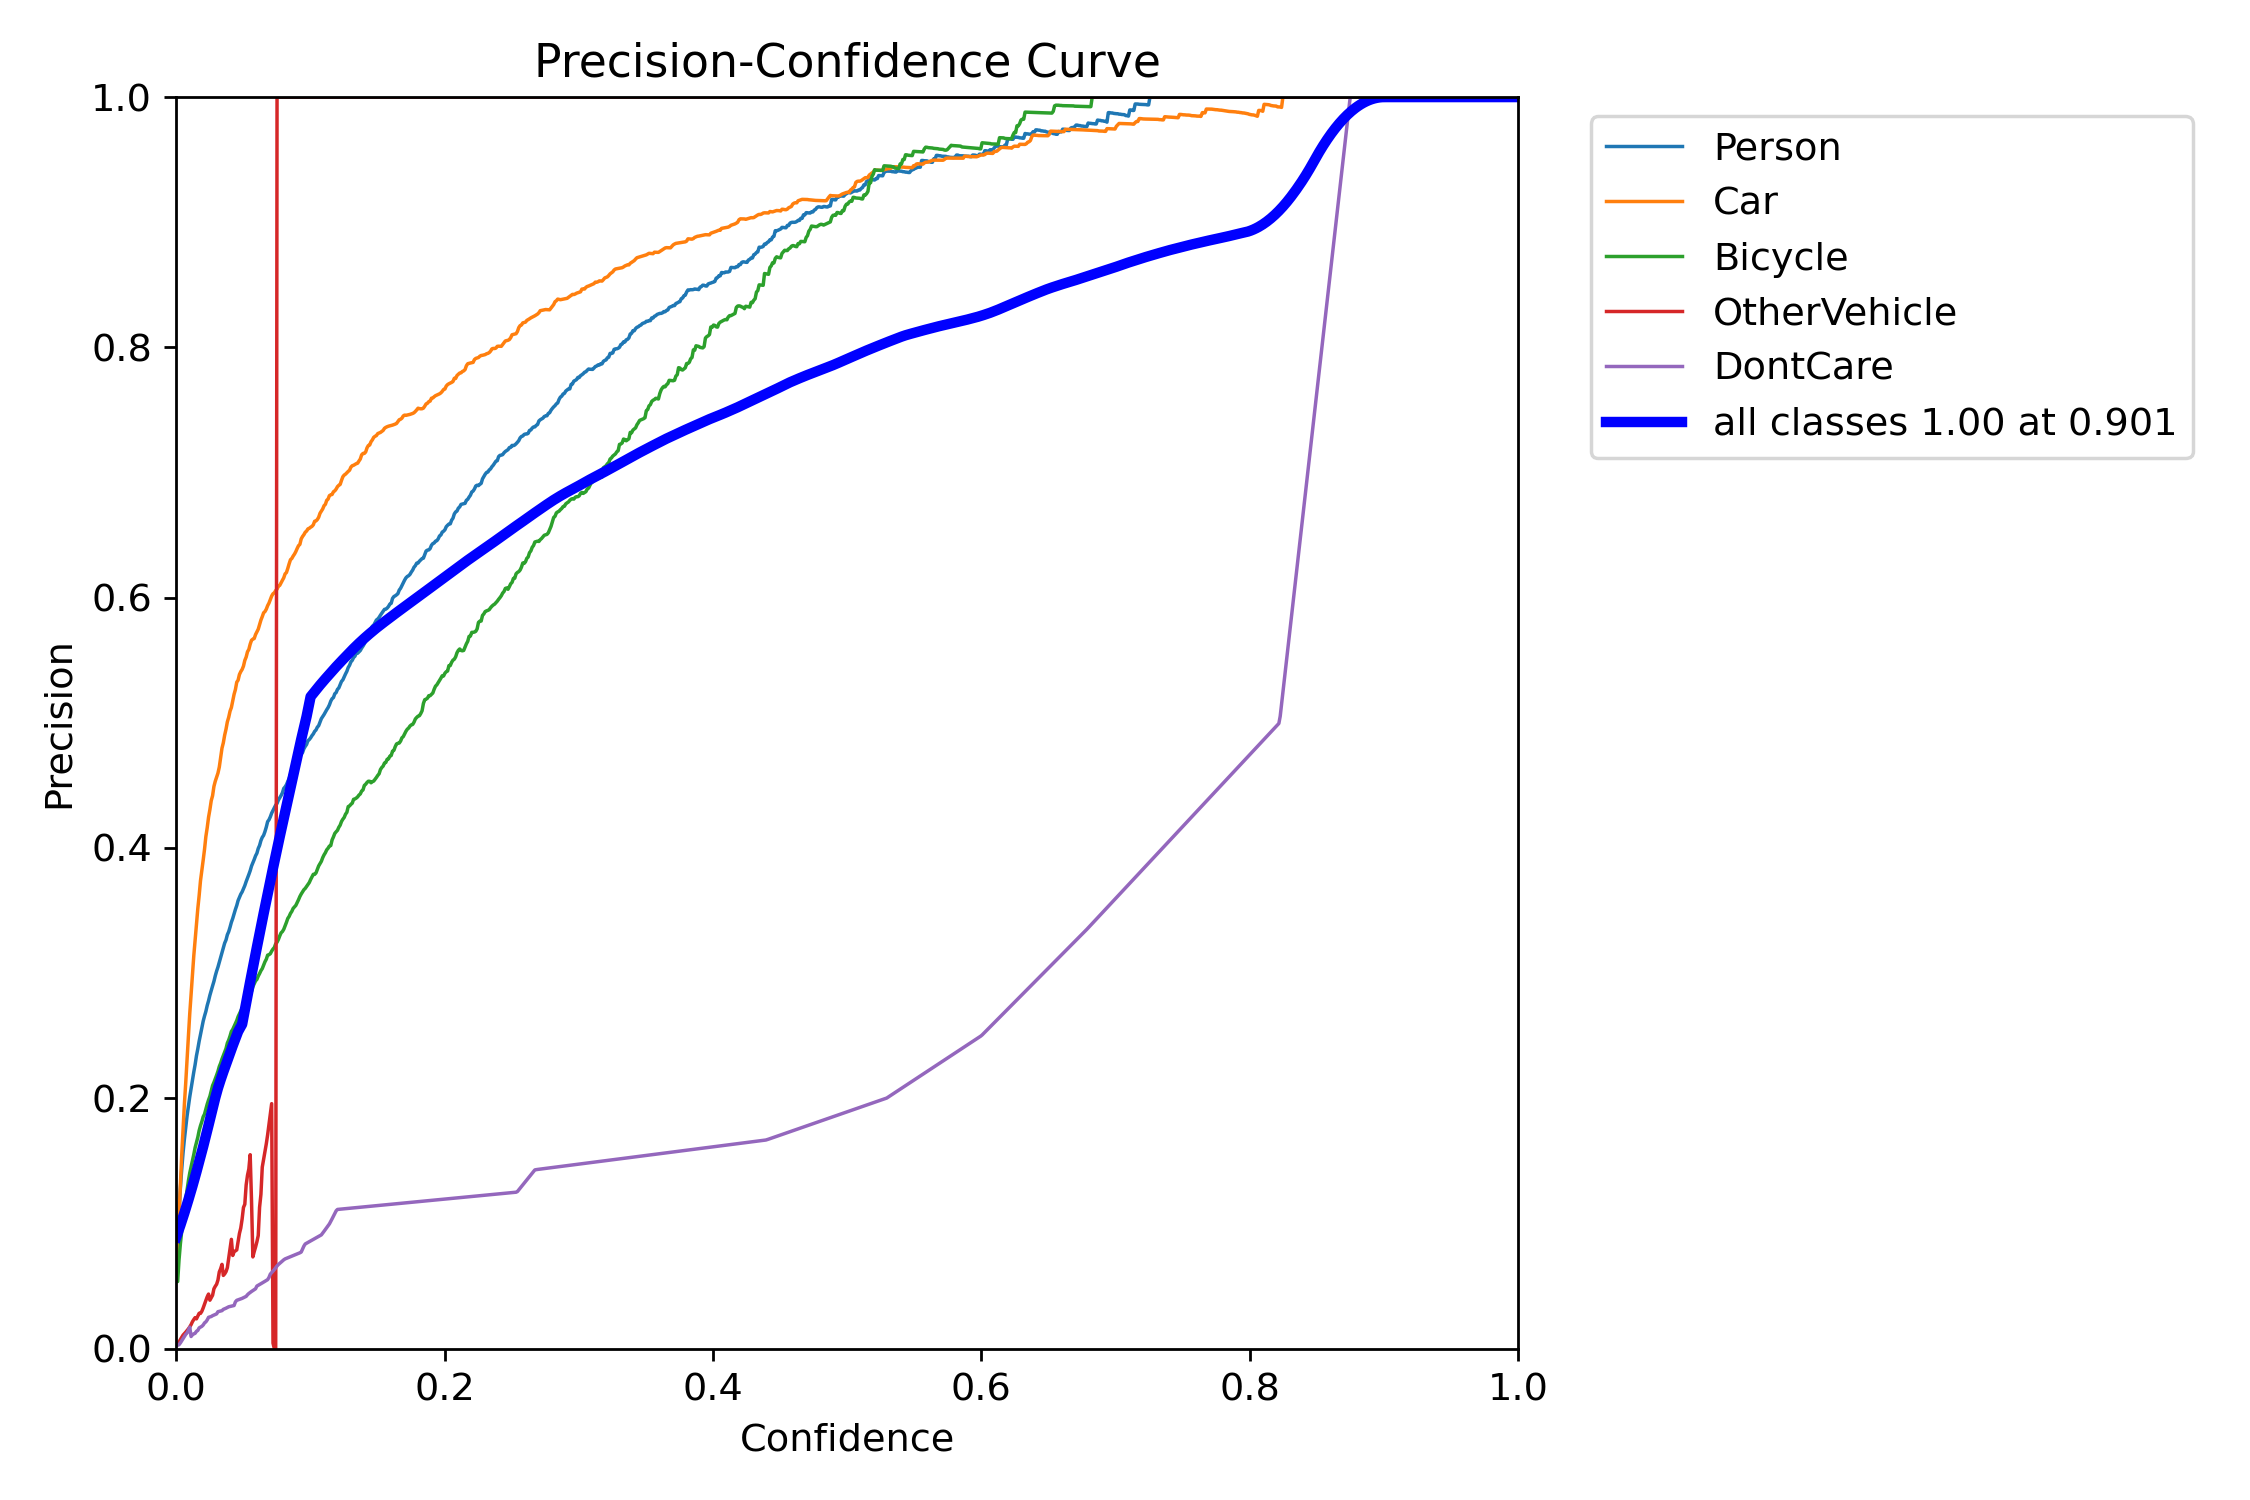 Precision-Confidence Curve
1.0
0.8
0.6
0.4
0.2
0.0
Precision
0.0 0.2 0.4 0.6 0.8 1.0
Confidence
Person
Car
Bicycle
OtherVehicle
DontCare
all classes 1.00 at 0.901